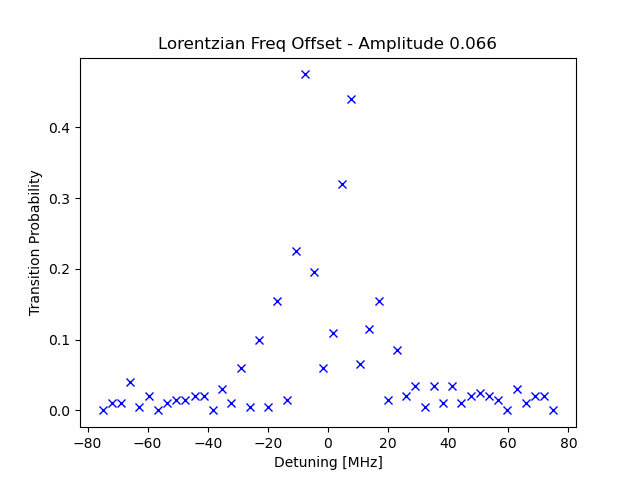 Lorentzian Freq Offset - Amplitude 0.066
Transition Probability
0.4
0.3
0.2
0.1
0.0
−80 −60 −40 −20 0 20 40 60 80
Detuning [MHz]